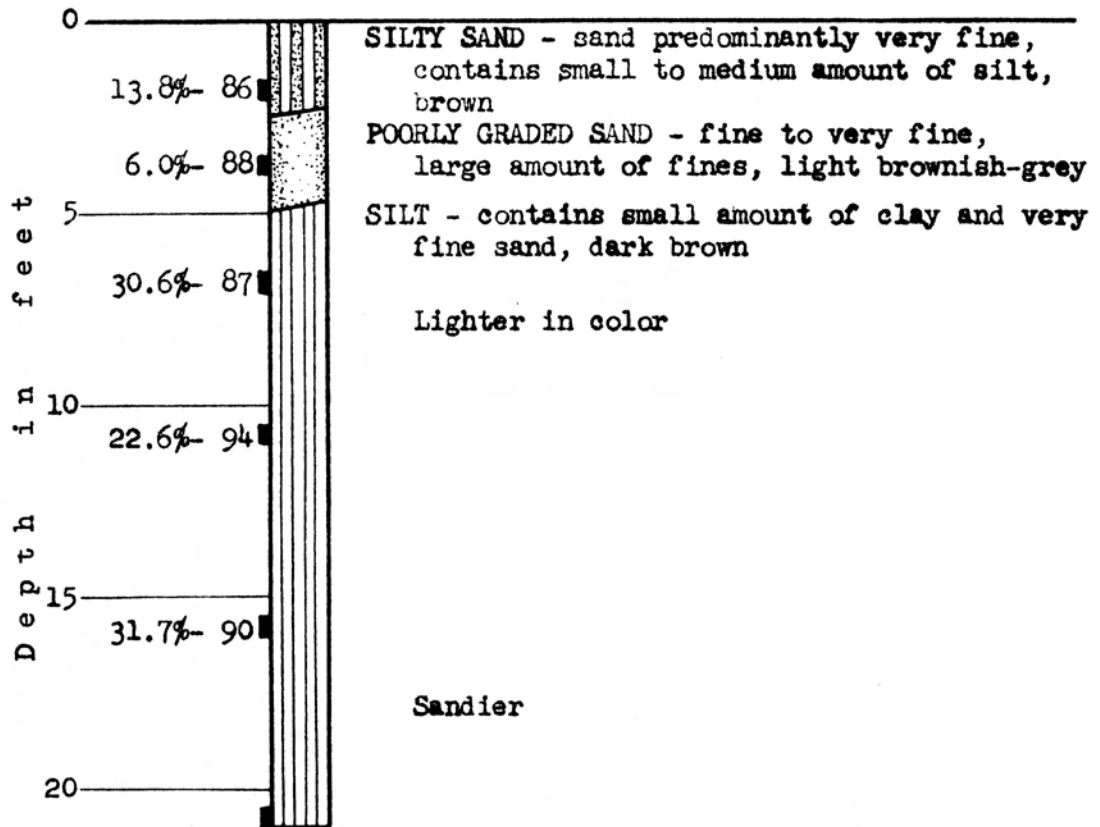 0
SILTY SAND - sand predominantly very fine,
contains small to medium amount of silt,
brown
13.8%- 86
POORLY GRADED SAND - fine to very fine,
large amount of fines, light brownish-grey
6.0%- 88
5
SILT - contains small amount of clay and very
fine sand, dark brown
30.6%- 87
Lighter in color
10
22.6%- 94
15
31.7%- 90
Sandier
20
Depth in feet